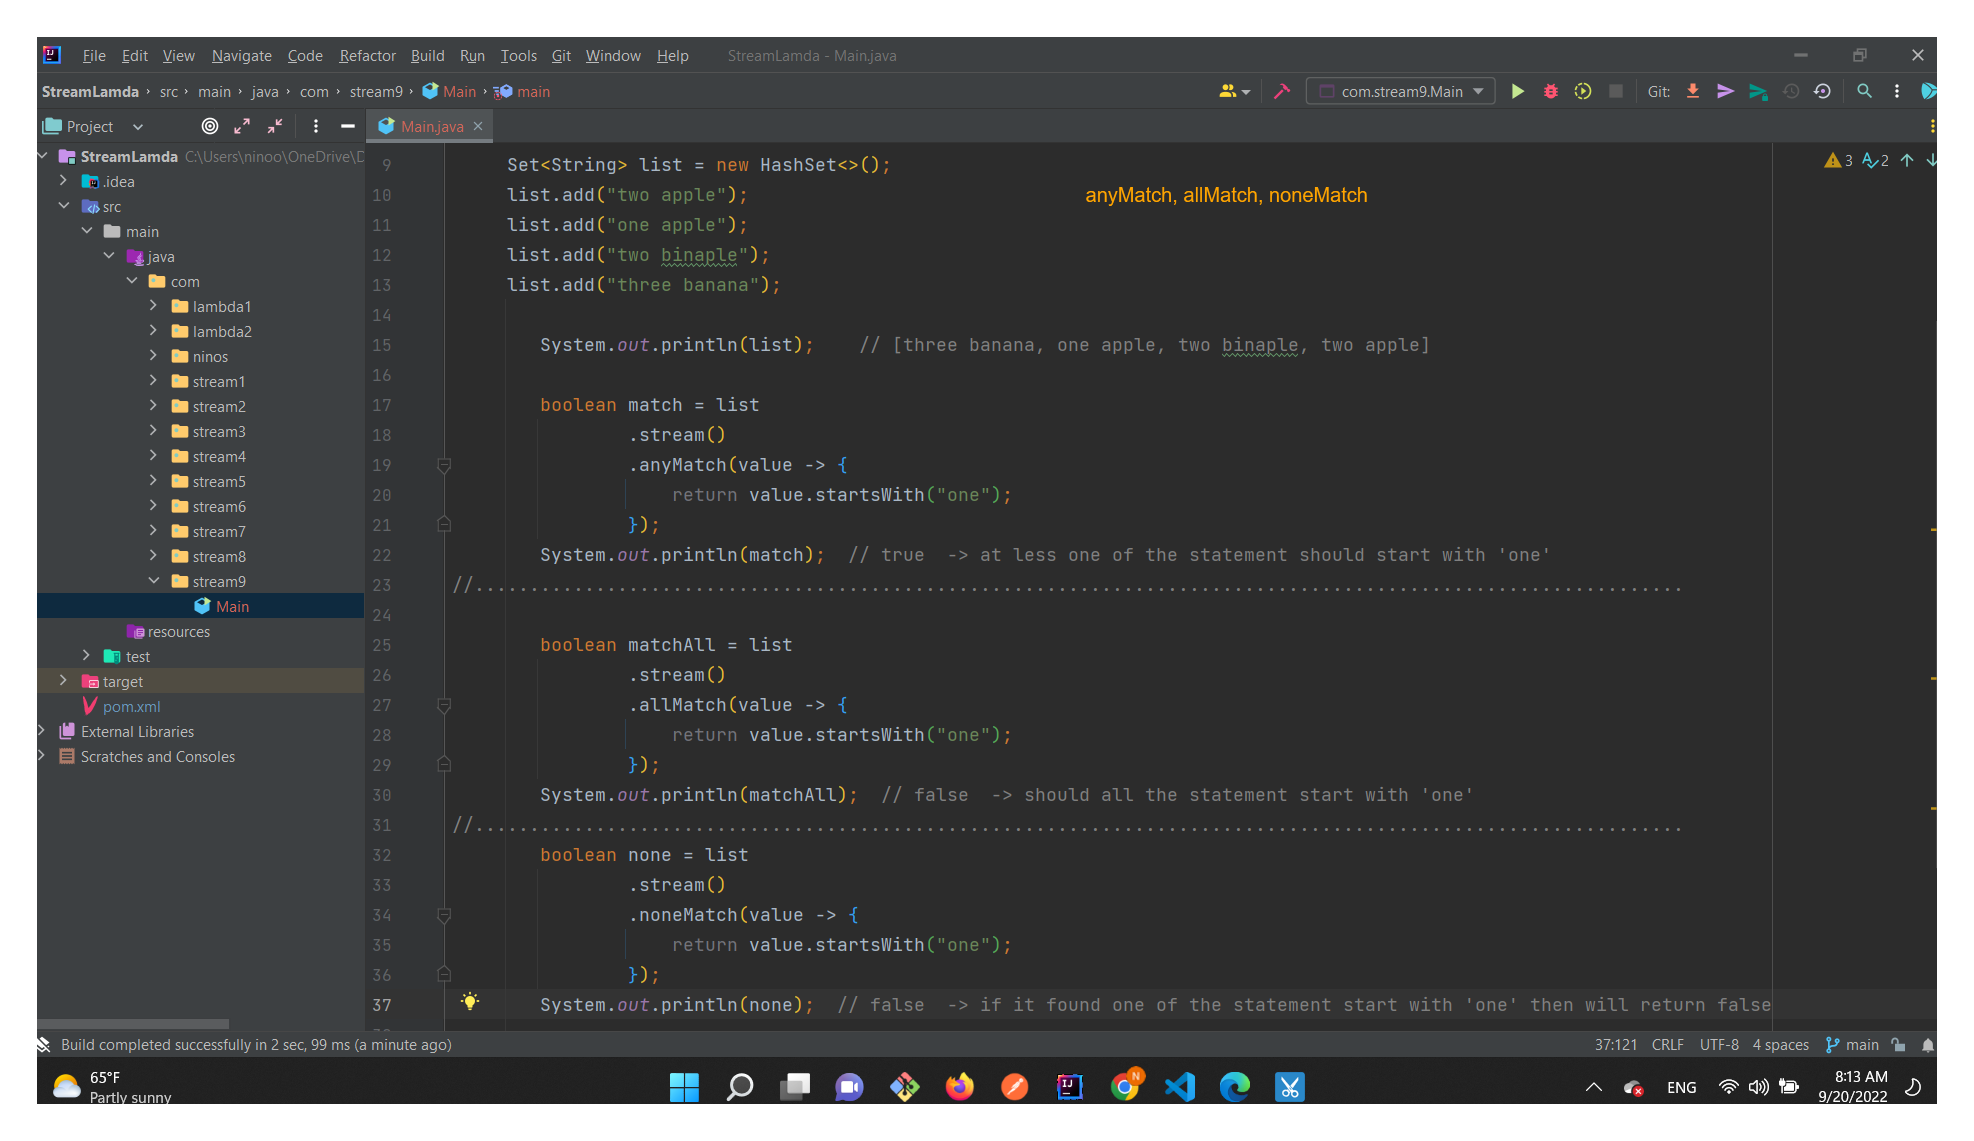 File Edit View Navigate Code Refactor Build Run Tools Git Window Help StreamLamda - Main.java
StreamLamda › src › main › java › com › stream9 › Main › main com.stream9.Main Git:
Project Main.java
StreamLamda C:\Users\ninoo\OneDrive\D
.idea
src
main
java
com
lambda1
lambda2
ninos
stream1
stream2
stream3
stream4
stream5
stream6
stream7
stream8
stream9
Main
resources
test
target
pom.xml
External Libraries
Scratches and Consoles
3 2
anyMatch, allMatch, noneMatch
9 Set<String> list = new HashSet<>();
10 list.add("two apple");
11 list.add("one apple");
12 list.add("two binaple");
13 list.add("three banana");
14
15 System.out.println(list); // [three banana, one apple, two binaple, two apple]
16
17 boolean match = list
18 .stream()
19 .anyMatch(value -> {
20 return value.startsWith("one");
21 });
22 System.out.println(match); // true -> at less one of the statement should start with 'one'
23 //..............................................................................................................
24
25 boolean matchAll = list
26 .stream()
27 .allMatch(value -> {
28 return value.startsWith("one");
29 });
30 System.out.println(matchAll); // false -> should all the statement start with 'one'
31 //..............................................................................................................
32 boolean none = list
33 .stream()
34 .noneMatch(value -> {
35 return value.startsWith("one");
36 });
37 System.out.println(none); // false -> if it found one of the statement start with 'one' then will return false
Build completed successfully in 2 sec, 99 ms (a minute ago) 37:121 CRLF UTF-8 4 spaces main
65°F
Partly sunny
ENG
8:13 AM
9/20/2022